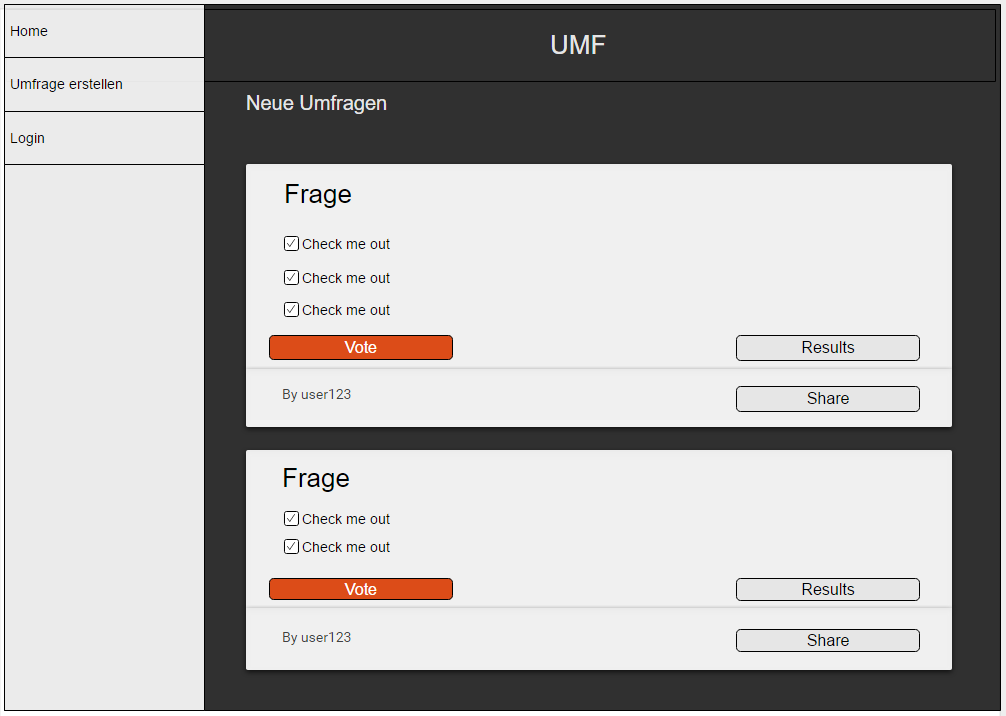 Home
Umfrage erstellen
Login
UMF
Neue Umfragen
Frage
Check me out
Check me out
Check me out
Vote
Results
By user123
Share
Frage
Check me out
Check me out
Vote
Results
By user123
Share